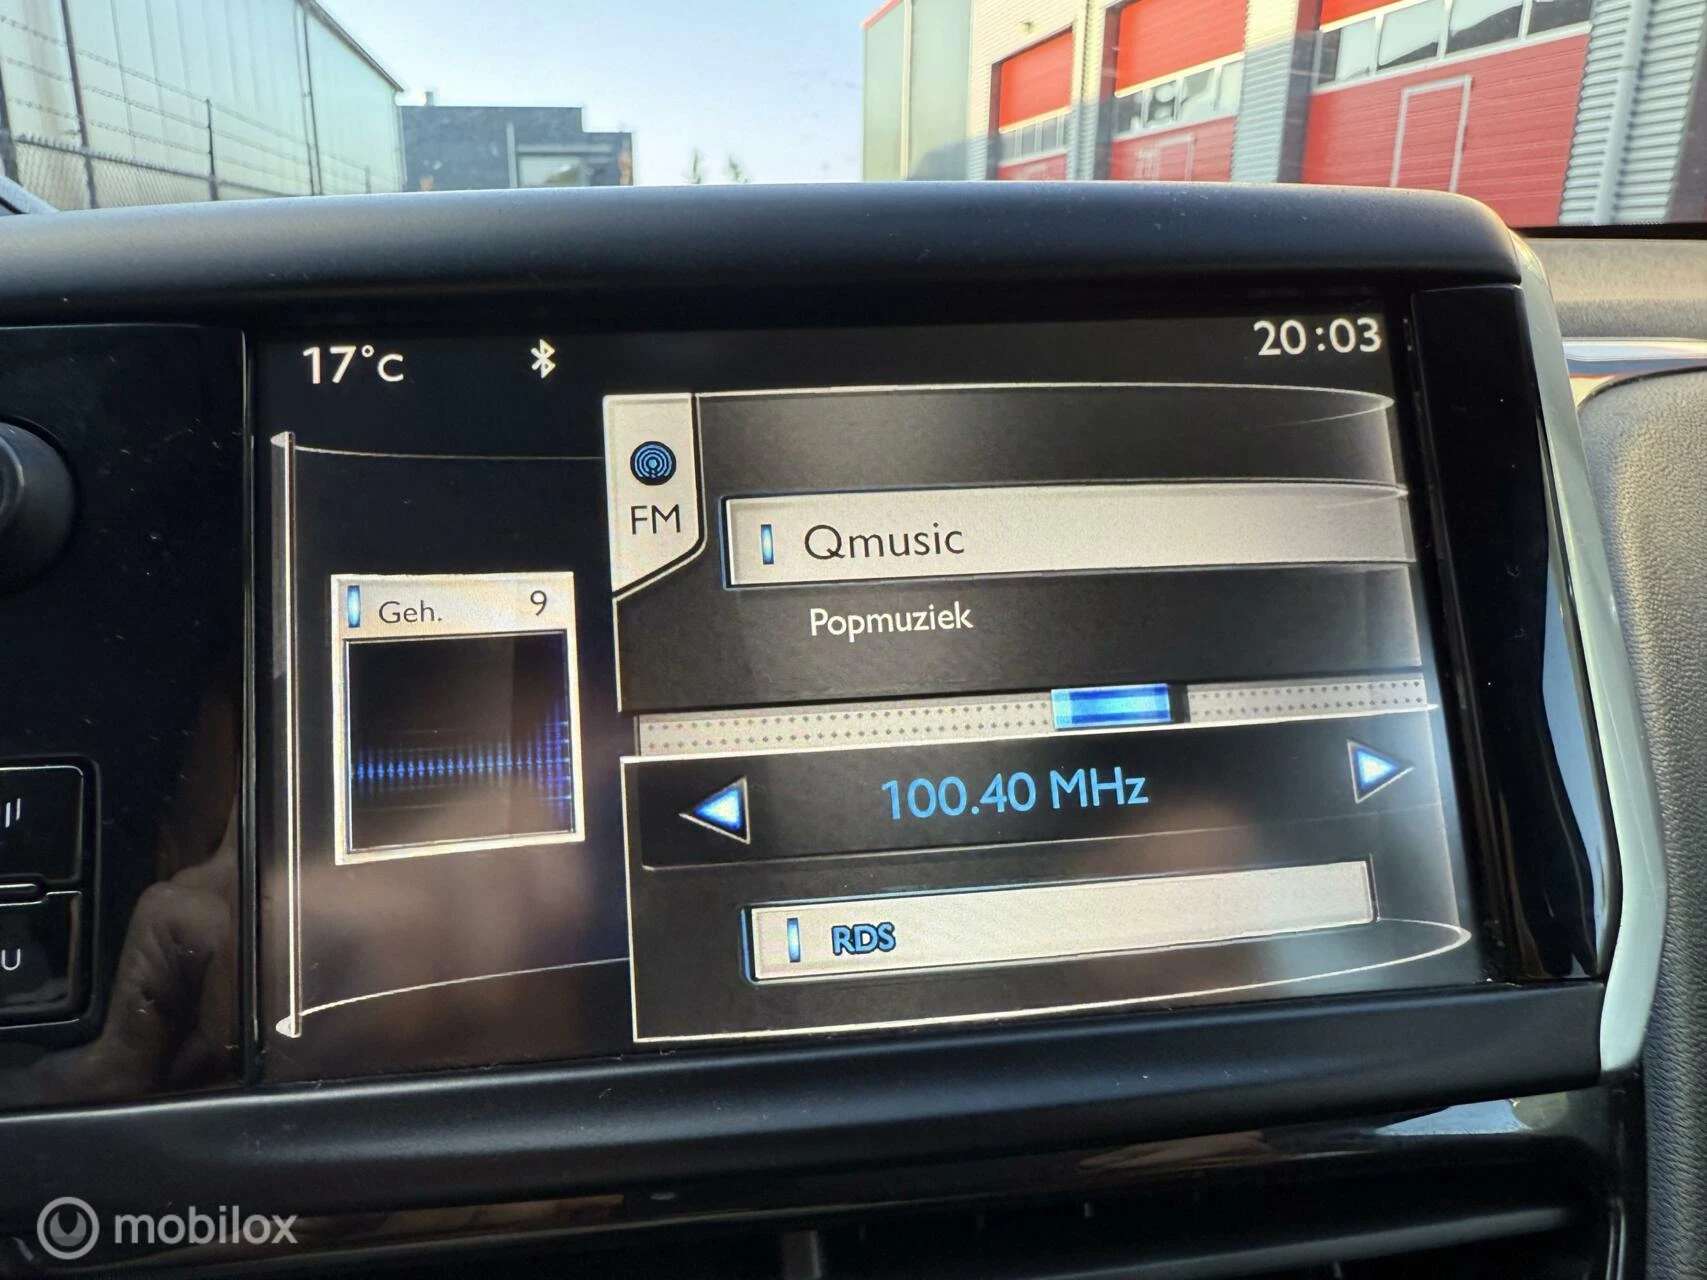 17°c
20:03
FM
Qmusic
Geh. 9
Popmuziek
100.40 MHz
RDS
U
mobilox